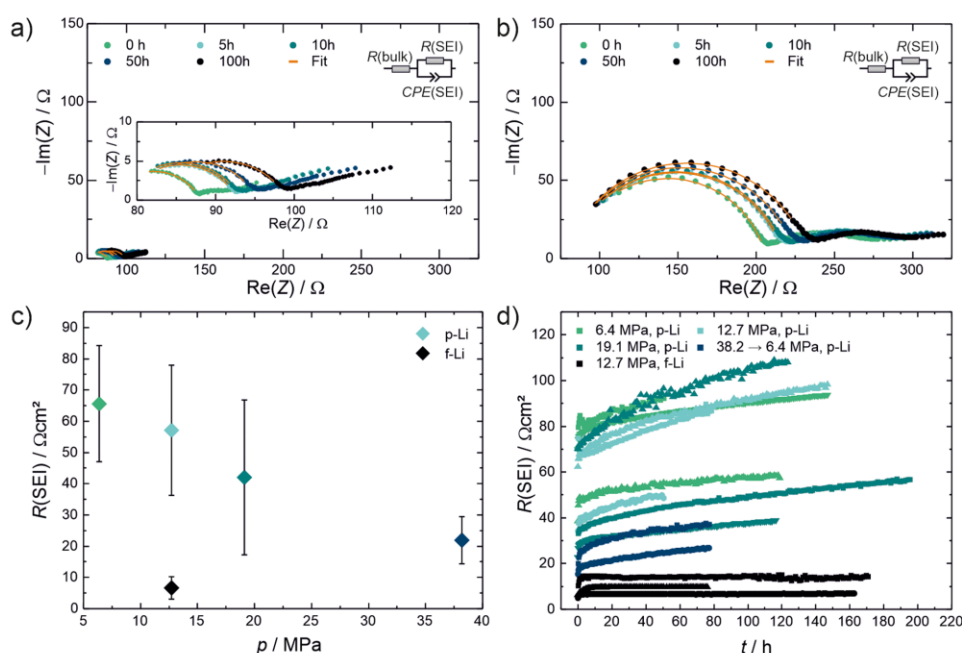 a)
0 h 5h 10h
50h 100h Fit
R(bulk) R(SEI)
CPE(SEI)
−Im(Z) / Ω
150
100
50
0
−Im(Z) / Ω
10
5
0
80 90 100 110 120
Re(Z) / Ω
100 150 200 250 300
Re(Z) / Ω
b)
0 h 5h 10h
50h 100h Fit
R(bulk) R(SEI)
CPE(SEI)
−Im(Z) / Ω
150
100
50
0
100 150 200 250 300
Re(Z) / Ω
c)
p-Li
f-Li
R(SEI) / Ωcm²
90
80
70
60
50
40
30
20
10
0
5 10 15 20 25 30 35 40
p / MPa
d)
6.4 MPa, p-Li 12.7 MPa, p-Li
19.1 MPa, p-Li 38.2 → 6.4 MPa, p-Li
12.7 MPa, f-Li
R(SEI) / Ωcm²
120
100
80
60
40
20
0
0 20 40 60 80 100 120 140 160 180 200 220
t / h